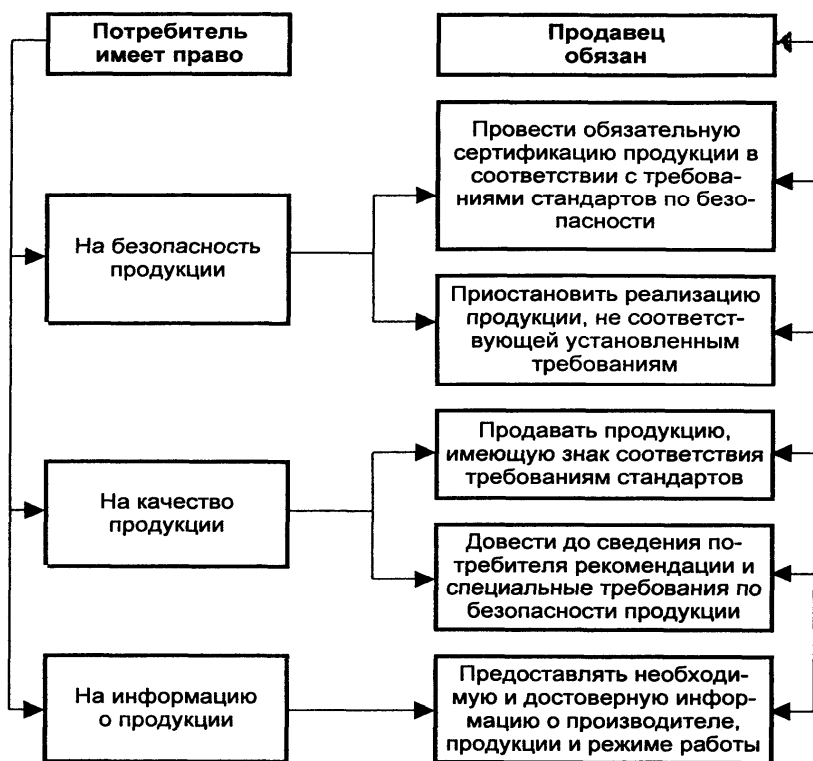 Потребитель
имеет право
Продавец
обязан
Провести обязательную
сертификацию продукции в
соответствии с требова-
ниями стандартов по безо-
пасности
На безопасность
продукции
Приостановить реализацию
продукции, не соответст-
вующей установленным
требованиям
Продавать продукцию,
имеющую знак соответствия
требованиям стандартов
На качество
продукции
Довести до сведения по-
требителя рекомендации и
специальные требования по
безопасности продукции
На информацию
о продукции
Предоставлять необходи-
мую и достоверную инфор-
мацию о производителе,
продукции и режиме работы